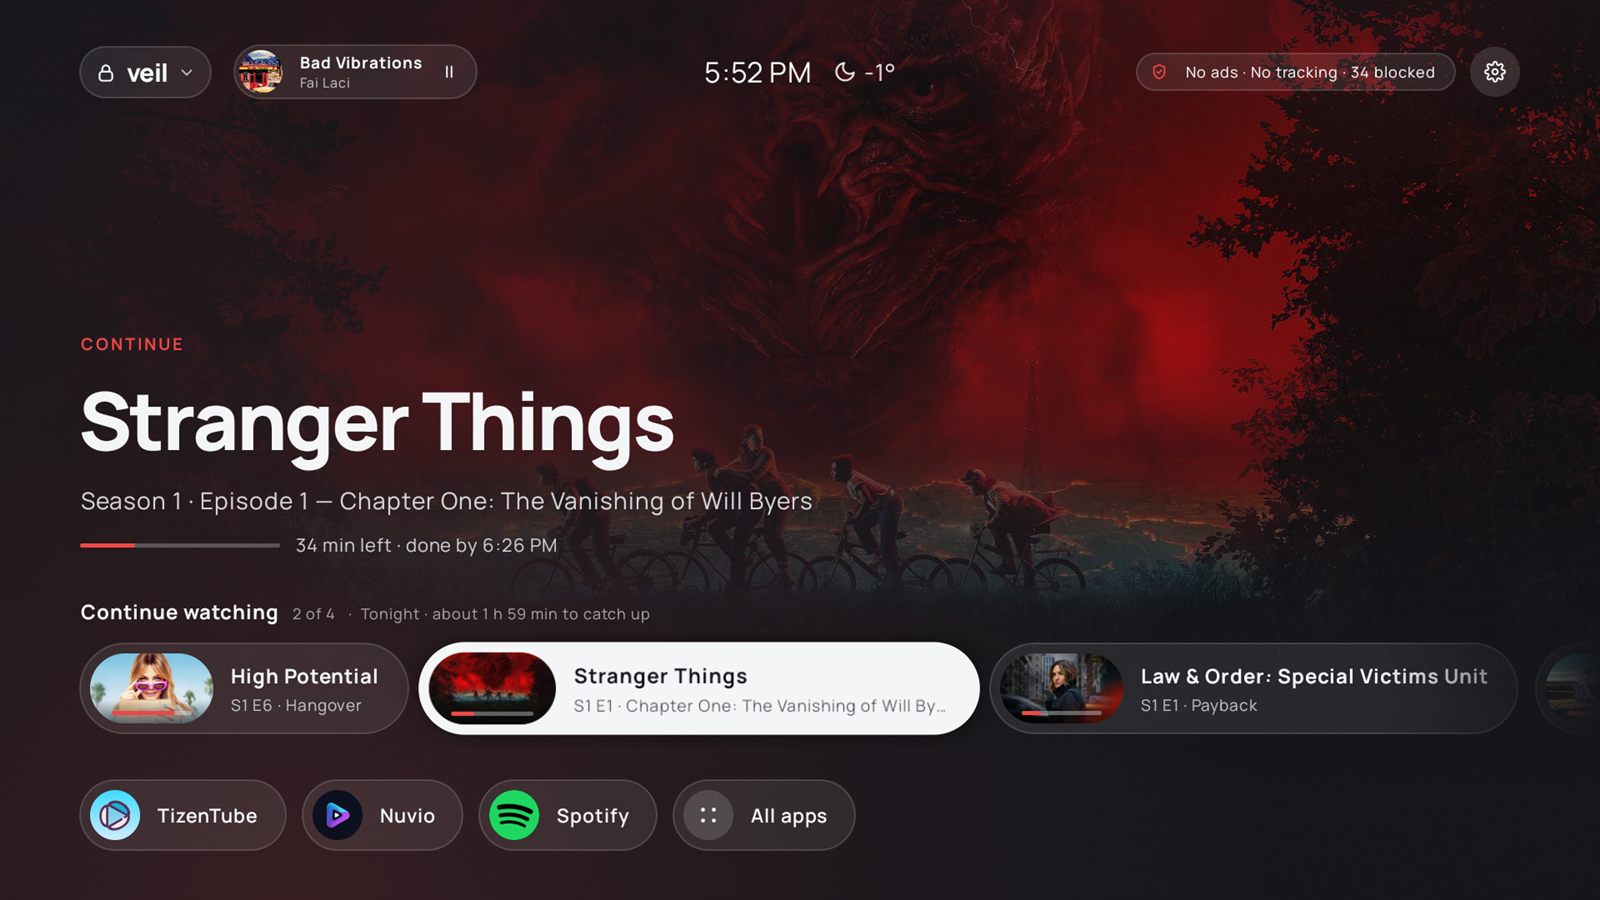 veil
Bad Vibrations
Fai Laci
5:52 PM
-1°
No ads · No tracking · 34 blocked
CONTINUE
Stranger Things
Season 1 · Episode 1 — Chapter One: The Vanishing of Will Byers
34 min left · done by 6:26 PM
Continue watching 2 of 4 · Tonight · about 1 h 59 min to catch up
High Potential
S1 E6 · Hangover
Stranger Things
S1 E1 · Chapter One: The Vanishing of Will By…
Law & Order: Special Victims Unit
S1 E1 · Payback
TizenTube
Nuvio
Spotify
All apps